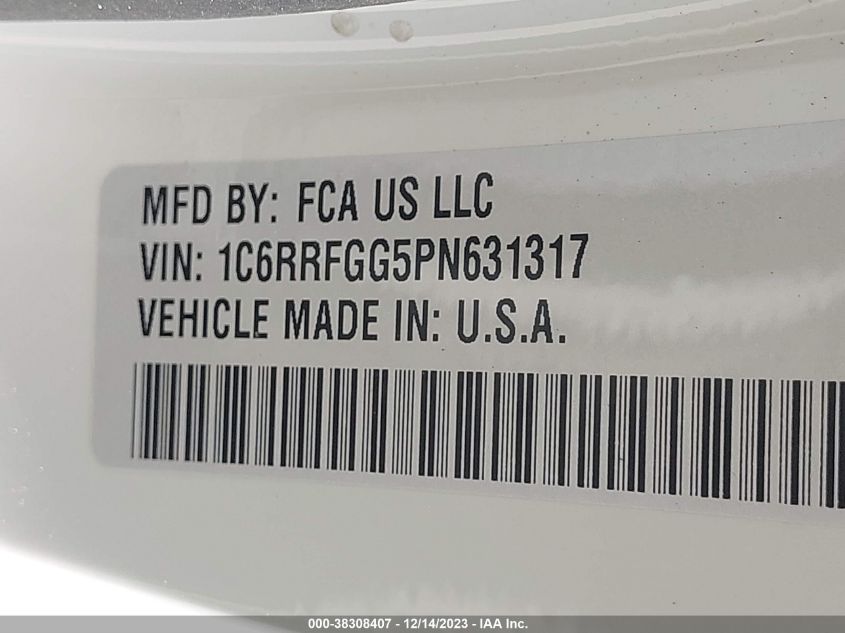 MFD BY: FCA US LLC
VIN: 1C6RRFGG5PN631317
VEHICLE MADE IN: U.S.A.
000-38308407 - 12/14/2023 - IAA Inc.